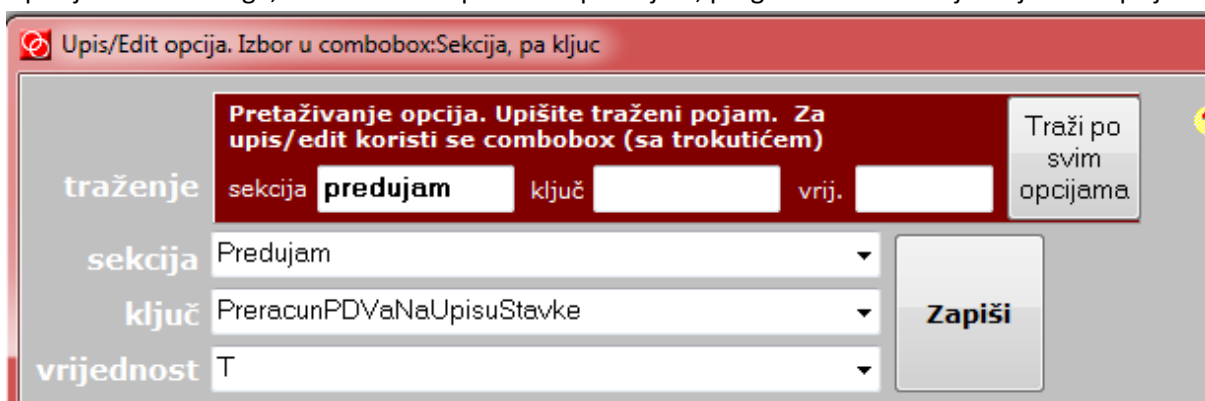 Upis/Edit opcija. Izbor u combobox:Sekcija, pa kljuc
Pretaživanje opcija. Upišite traženi pojam. Za
upis/edit koristi se combobox (sa trokutićem)
traženje sekcija predujam ključ vrij.
Traži po
svim
opcijama
sekcija Predujam
ključ PreracunPDVaNaUpisuStavke
vrijednost T
Zapiši